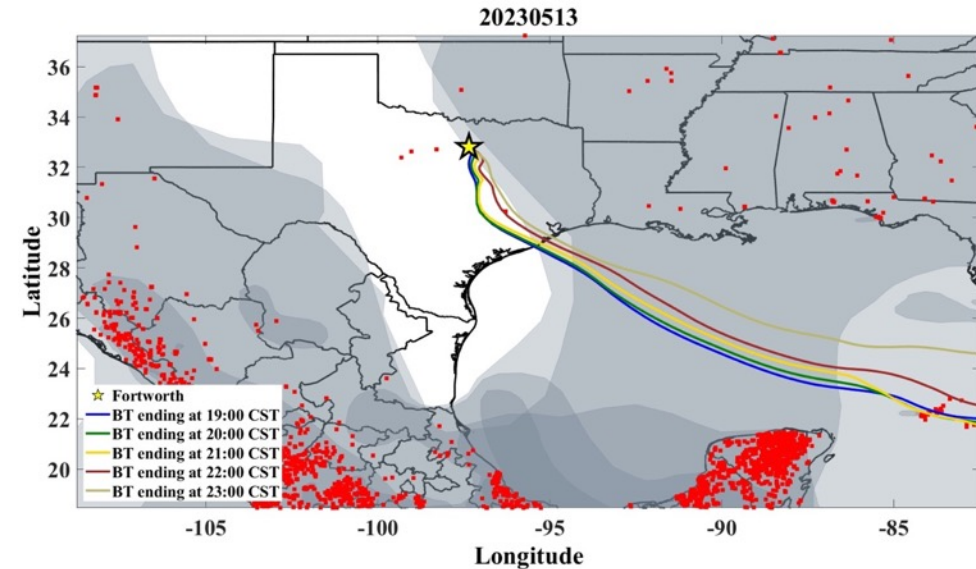 20230513
36
34
32
30
28
26
24
22
20
Latitude
Fortworth
BT ending at 19:00 CST
BT ending at 20:00 CST
BT ending at 21:00 CST
BT ending at 22:00 CST
BT ending at 23:00 CST
-105 -100 -95 -90 -85
Longitude